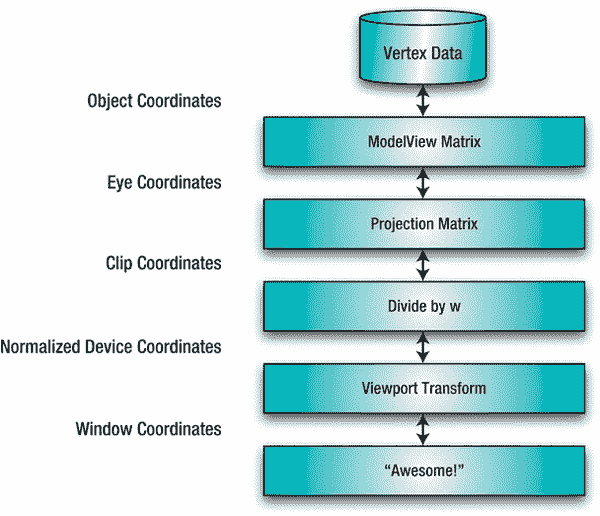 Vertex Data
Object Coordinates
ModelView Matrix
Eye Coordinates
Projection Matrix
Clip Coordinates
Divide by w
Normalized Device Coordinates
Viewport Transform
Window Coordinates
“Awesome!”